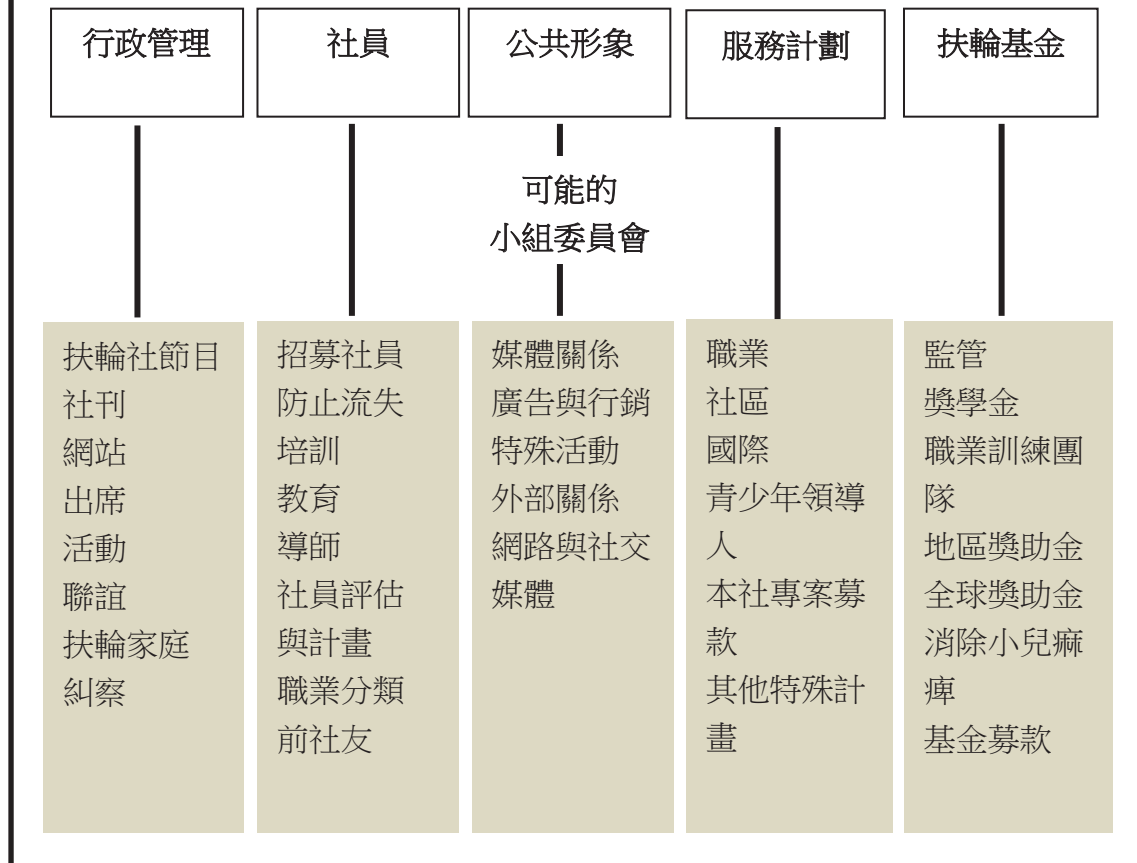 行政管理
社員
公共形象
服務計劃
扶輪基金
可能的
小組委員會
扶輪社節目
社刊
網站
出席
活動
聯誼
扶輪家庭
糾察
招募社員
防止流失
培訓
教育
導師
社員評估
與計畫
職業分類
前社友
媒體關係
廣告與行銷
特殊活動
外部關係
網路與社交
媒體
職業
社區
國際
青少年領導
人
本社專案募
款
其他特殊計
畫
監管
獎學金
職業訓練團
隊
地區獎助金
全球獎助金
消除小兒痲
痺
基金募款